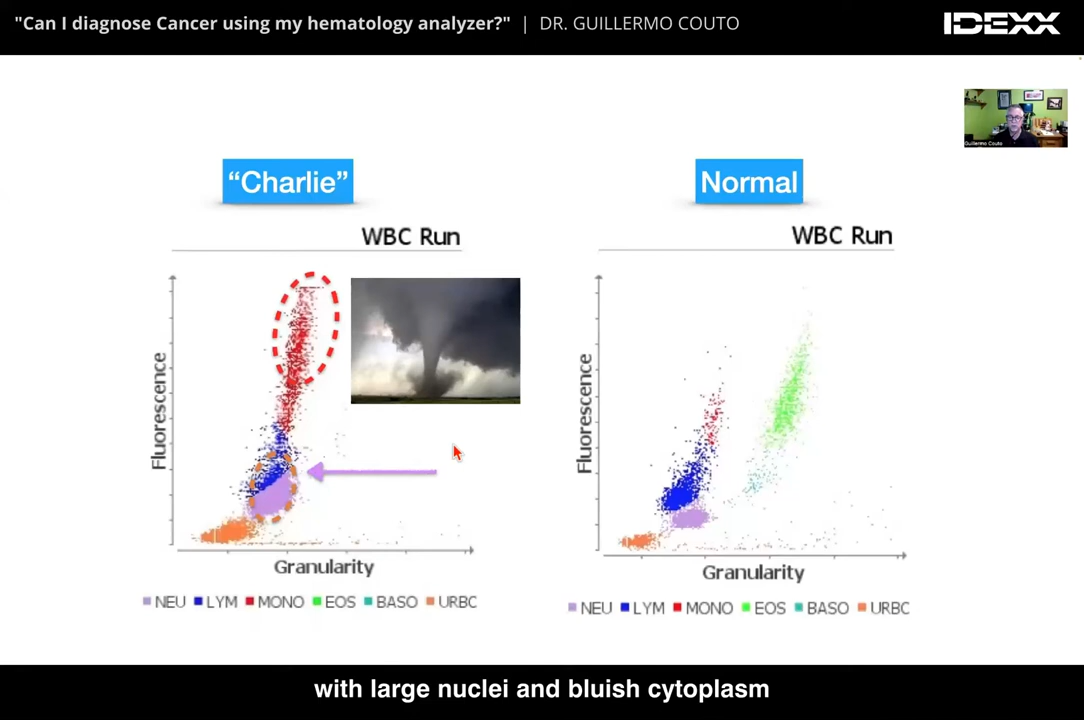 "Can I diagnose Cancer using my hematology analyzer?" | DR. GUILLERMO COUTO
IDEXX
Guillermo Couto
“Charlie”
Normal
WBC Run
WBC Run
Fluorescence
Fluorescence
Granularity
Granularity
NEU LYM MONO EOS BASO URBC
NEU LYM MONO EOS BASO URBC
with large nuclei and bluish cytoplasm